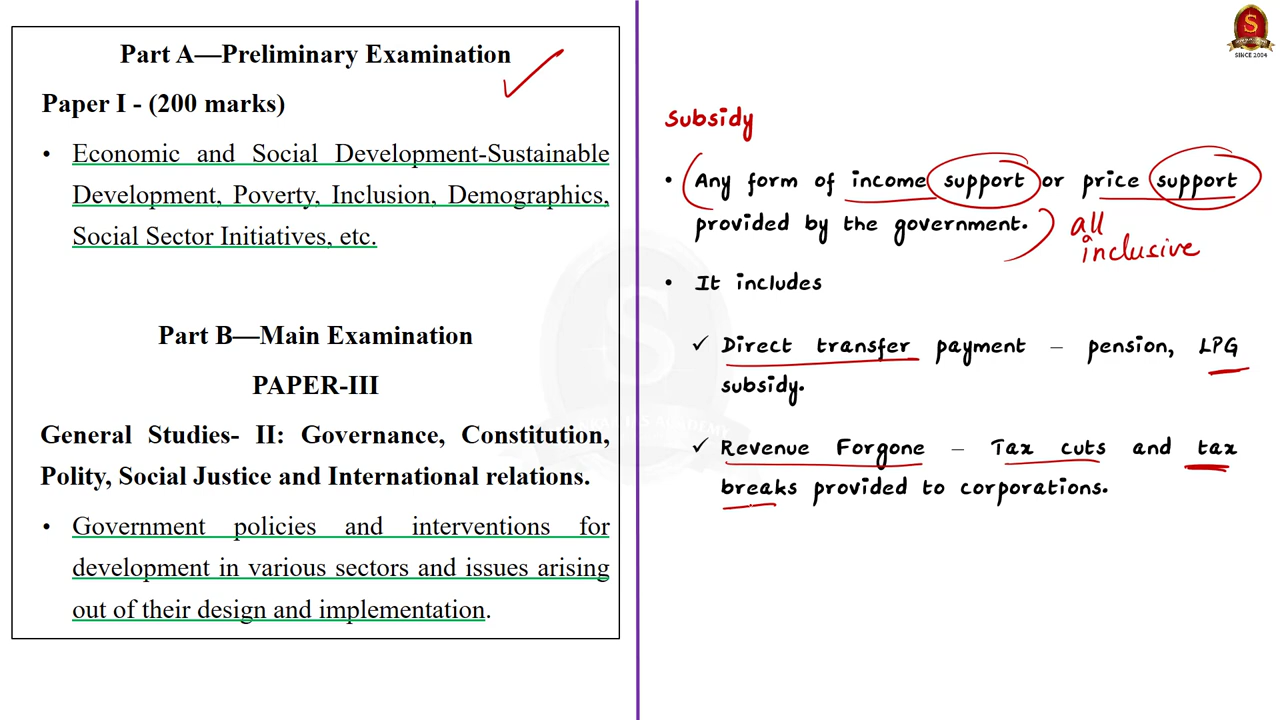 Part A—Preliminary Examination
Paper I - (200 marks)
• Economic and Social Development-Sustainable
Development, Poverty, Inclusion, Demographics,
Social Sector Initiatives, etc.
Part B—Main Examination
PAPER-III
General Studies- II: Governance, Constitution,
Polity, Social Justice and International relations.
• Government policies and interventions for
development in various sectors and issues arising
out of their design and implementation.
S
SINCE 2004
Subsidy
• Any form of income support or price support
provided by the government.
all
inclusive
• It includes
✓ Direct transfer payment – pension, LPG
subsidy.
✓ Revenue Forgone – Tax cuts and tax
breaks provided to corporations.